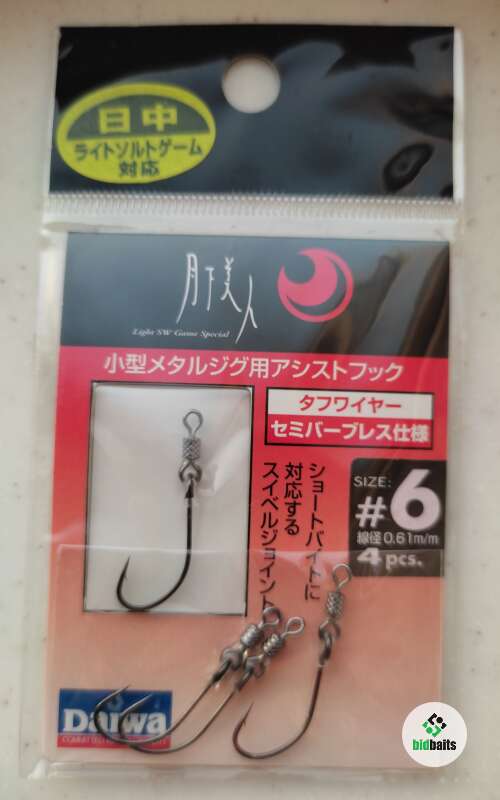 日中
ライトソルトゲーム
対応
月下美人
Light SW Game Special
小型メタルジグ用アシストフック
タフワイヤー
セミバーブレス仕様
ショートバイトに
対応する
スイベルジョイント
SIZE:
#6
線径0.61m/m
4 pcs.
Daiwa
bidbaits